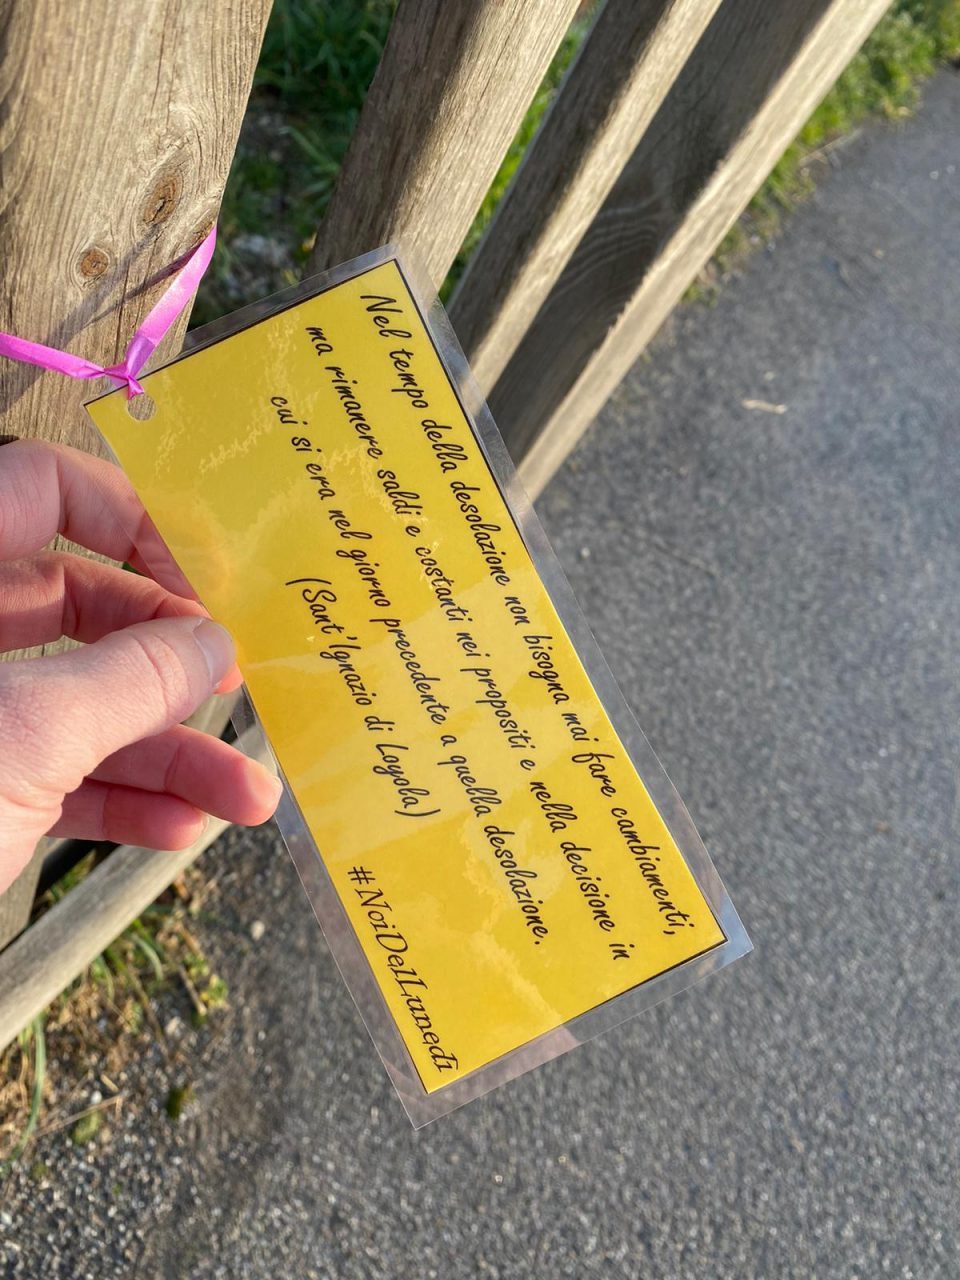 Nel tempo della desolazione non bisogna mai fare cambiamenti,
ma rimanere saldi e costanti nei propositi e nella decisione in
cui si era nel giorno precedente a quella desolazione.
(Sant'Ignazio di Loyola)
#NoiDelLunedì